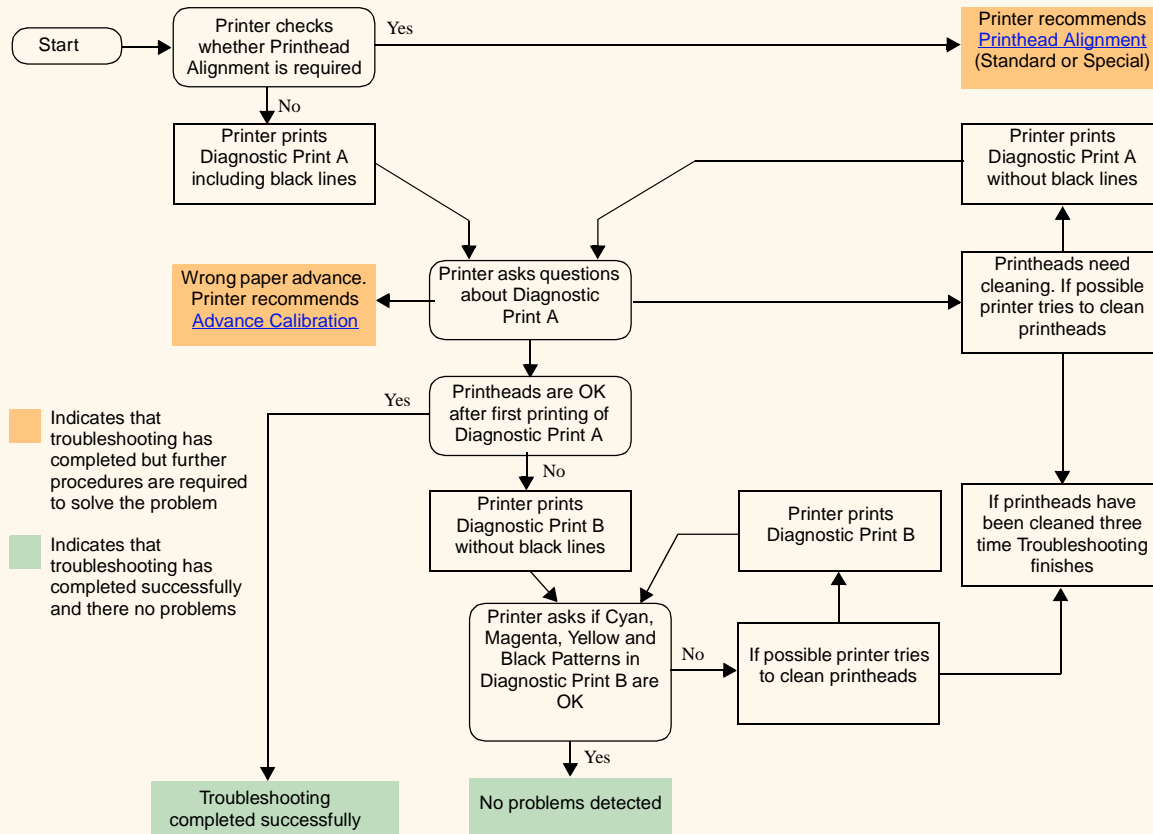 Start
Printer checks
whether Printhead
Alignment is required
Yes
Printer recommends
Printhead Alignment
(Standard or Special)
No
Printer prints
Diagnostic Print A
including black lines
Printer prints
Diagnostic Print A
without black lines
Wrong paper advance.
Printer recommends
Advance Calibration
Printer asks questions
about Diagnostic
Print A
Printheads need
cleaning. If possible
printer tries to clean
printheads
Yes
Printheads are OK
after first printing of
Diagnostic Print A
No
Indicates that
troubleshooting has
completed but further
procedures are required
to solve the problem
Indicates that
troubleshooting has
completed successfully
and there no problems
Printer prints
Diagnostic Print B
without black lines
Printer prints
Diagnostic Print B
If printheads have
been cleaned three
time Troubleshooting
finishes
Printer asks if Cyan,
Magenta, Yellow and
Black Patterns in
Diagnostic Print B are
OK
No
If possible printer tries
to clean printheads
Yes
Troubleshooting
completed successfully
No problems detected